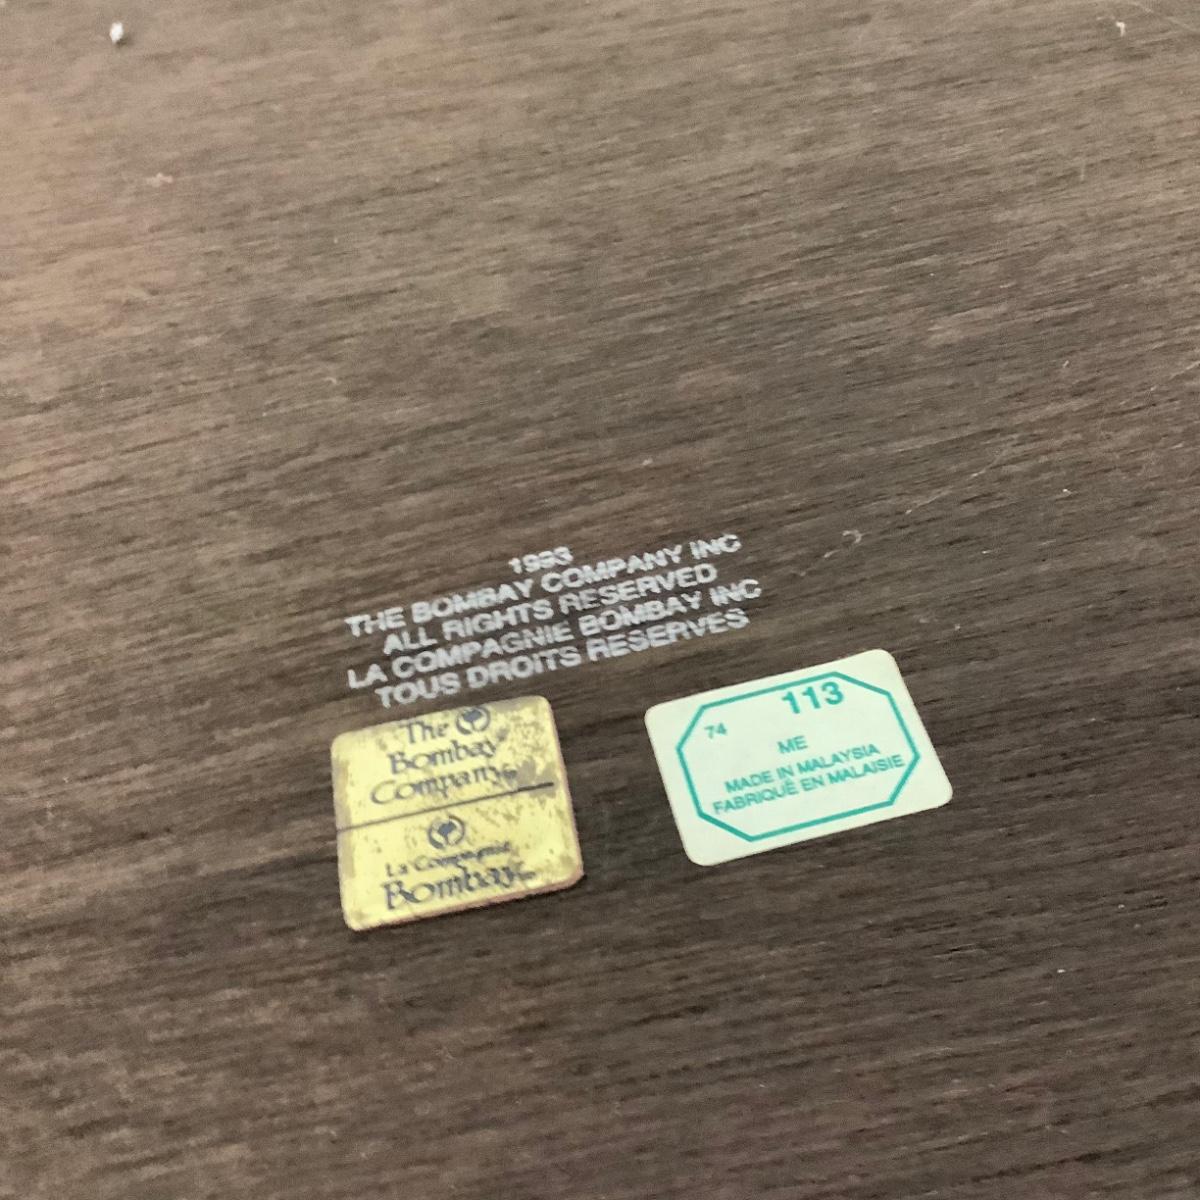 1993
THE BOMBAY COMPANY INC
ALL RIGHTS RESERVED
LA COMPAGNIE BOMBAY INC
TOUS DROITS RESERVES
The
Bombay
Company
La Compagnie
Bombay
113
74
ME
MADE IN MALAYSIA
FABRIQUÉ EN MALAISIE